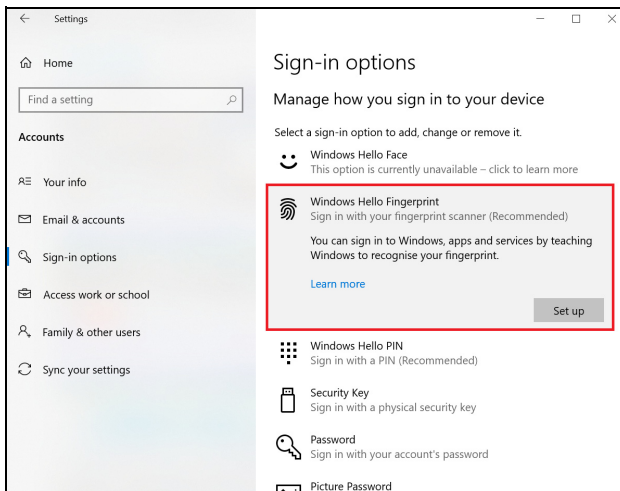 Settings
Home
Find a setting
Accounts
Your info
Email & accounts
Sign-in options
Access work or school
Family & other users
Sync your settings
Sign-in options
Manage how you sign in to your device
Select a sign-in option to add, change or remove it.
Windows Hello Face
This option is currently unavailable – click to learn more
Windows Hello Fingerprint
Sign in with your fingerprint scanner (Recommended)
You can sign in to Windows, apps and services by teaching
Windows to recognise your fingerprint.
Learn more
Set up
Windows Hello PIN
Sign in with a PIN (Recommended)
Security Key
Sign in with a physical security key
Password
Sign in with your account's password
Picture Password